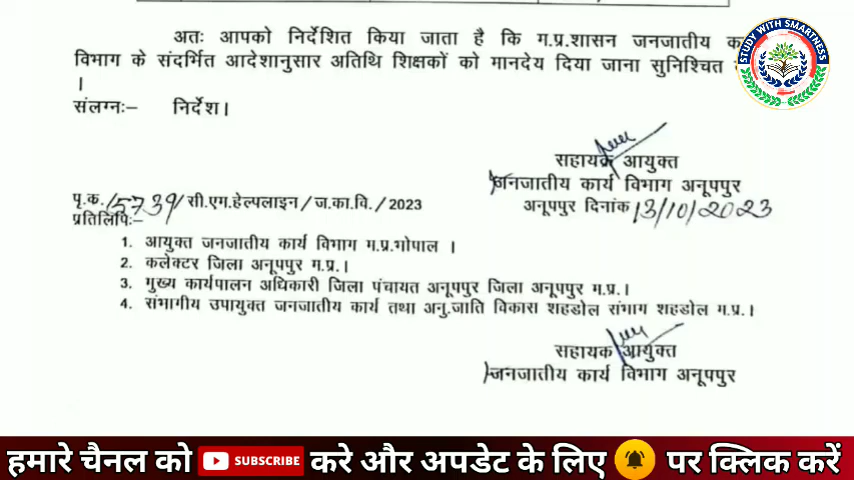 अतः आपको निर्देशित किया जाता है कि म.प्र.शासन जनजातीय
विभाग के संदर्भित आदेशानुसार अतिथि शिक्षकों को मानदेय दिया जाना सुनिश्चित
।
संलग्नः– निर्देश।
सहायक आयुक्त
जनजातीय कार्य विभाग अनूपपुर
पृ.क./5739/सी.एम.हेल्पलाइन/ज.का.वि./2023
अनूपपुर दिनांक 13/10/2023
प्रतिलिपिः–
1. आयुक्त जनजातीय कार्य विभाग म.प्र.भोपाल ।
2. कलेक्टर जिला अनूपपुर म.प्र.।
3. मुख्य कार्यपालन अधिकारी जिला पंचायत अनूपपुर जिला अनूपपुर म.प्र.।
4. संभागीय उपायुक्त जनजातीय कार्य तथा अनु.जाति विकास शहडोल संभाग शहडोल म.प्र.।
सहायक आयुक्त
जनजातीय कार्य विभाग अनूपपुर
STUDY WITH SMARTNESS
हमारे चैनल को SUBSCRIBE करे और अपडेट के लिए पर क्लिक करें